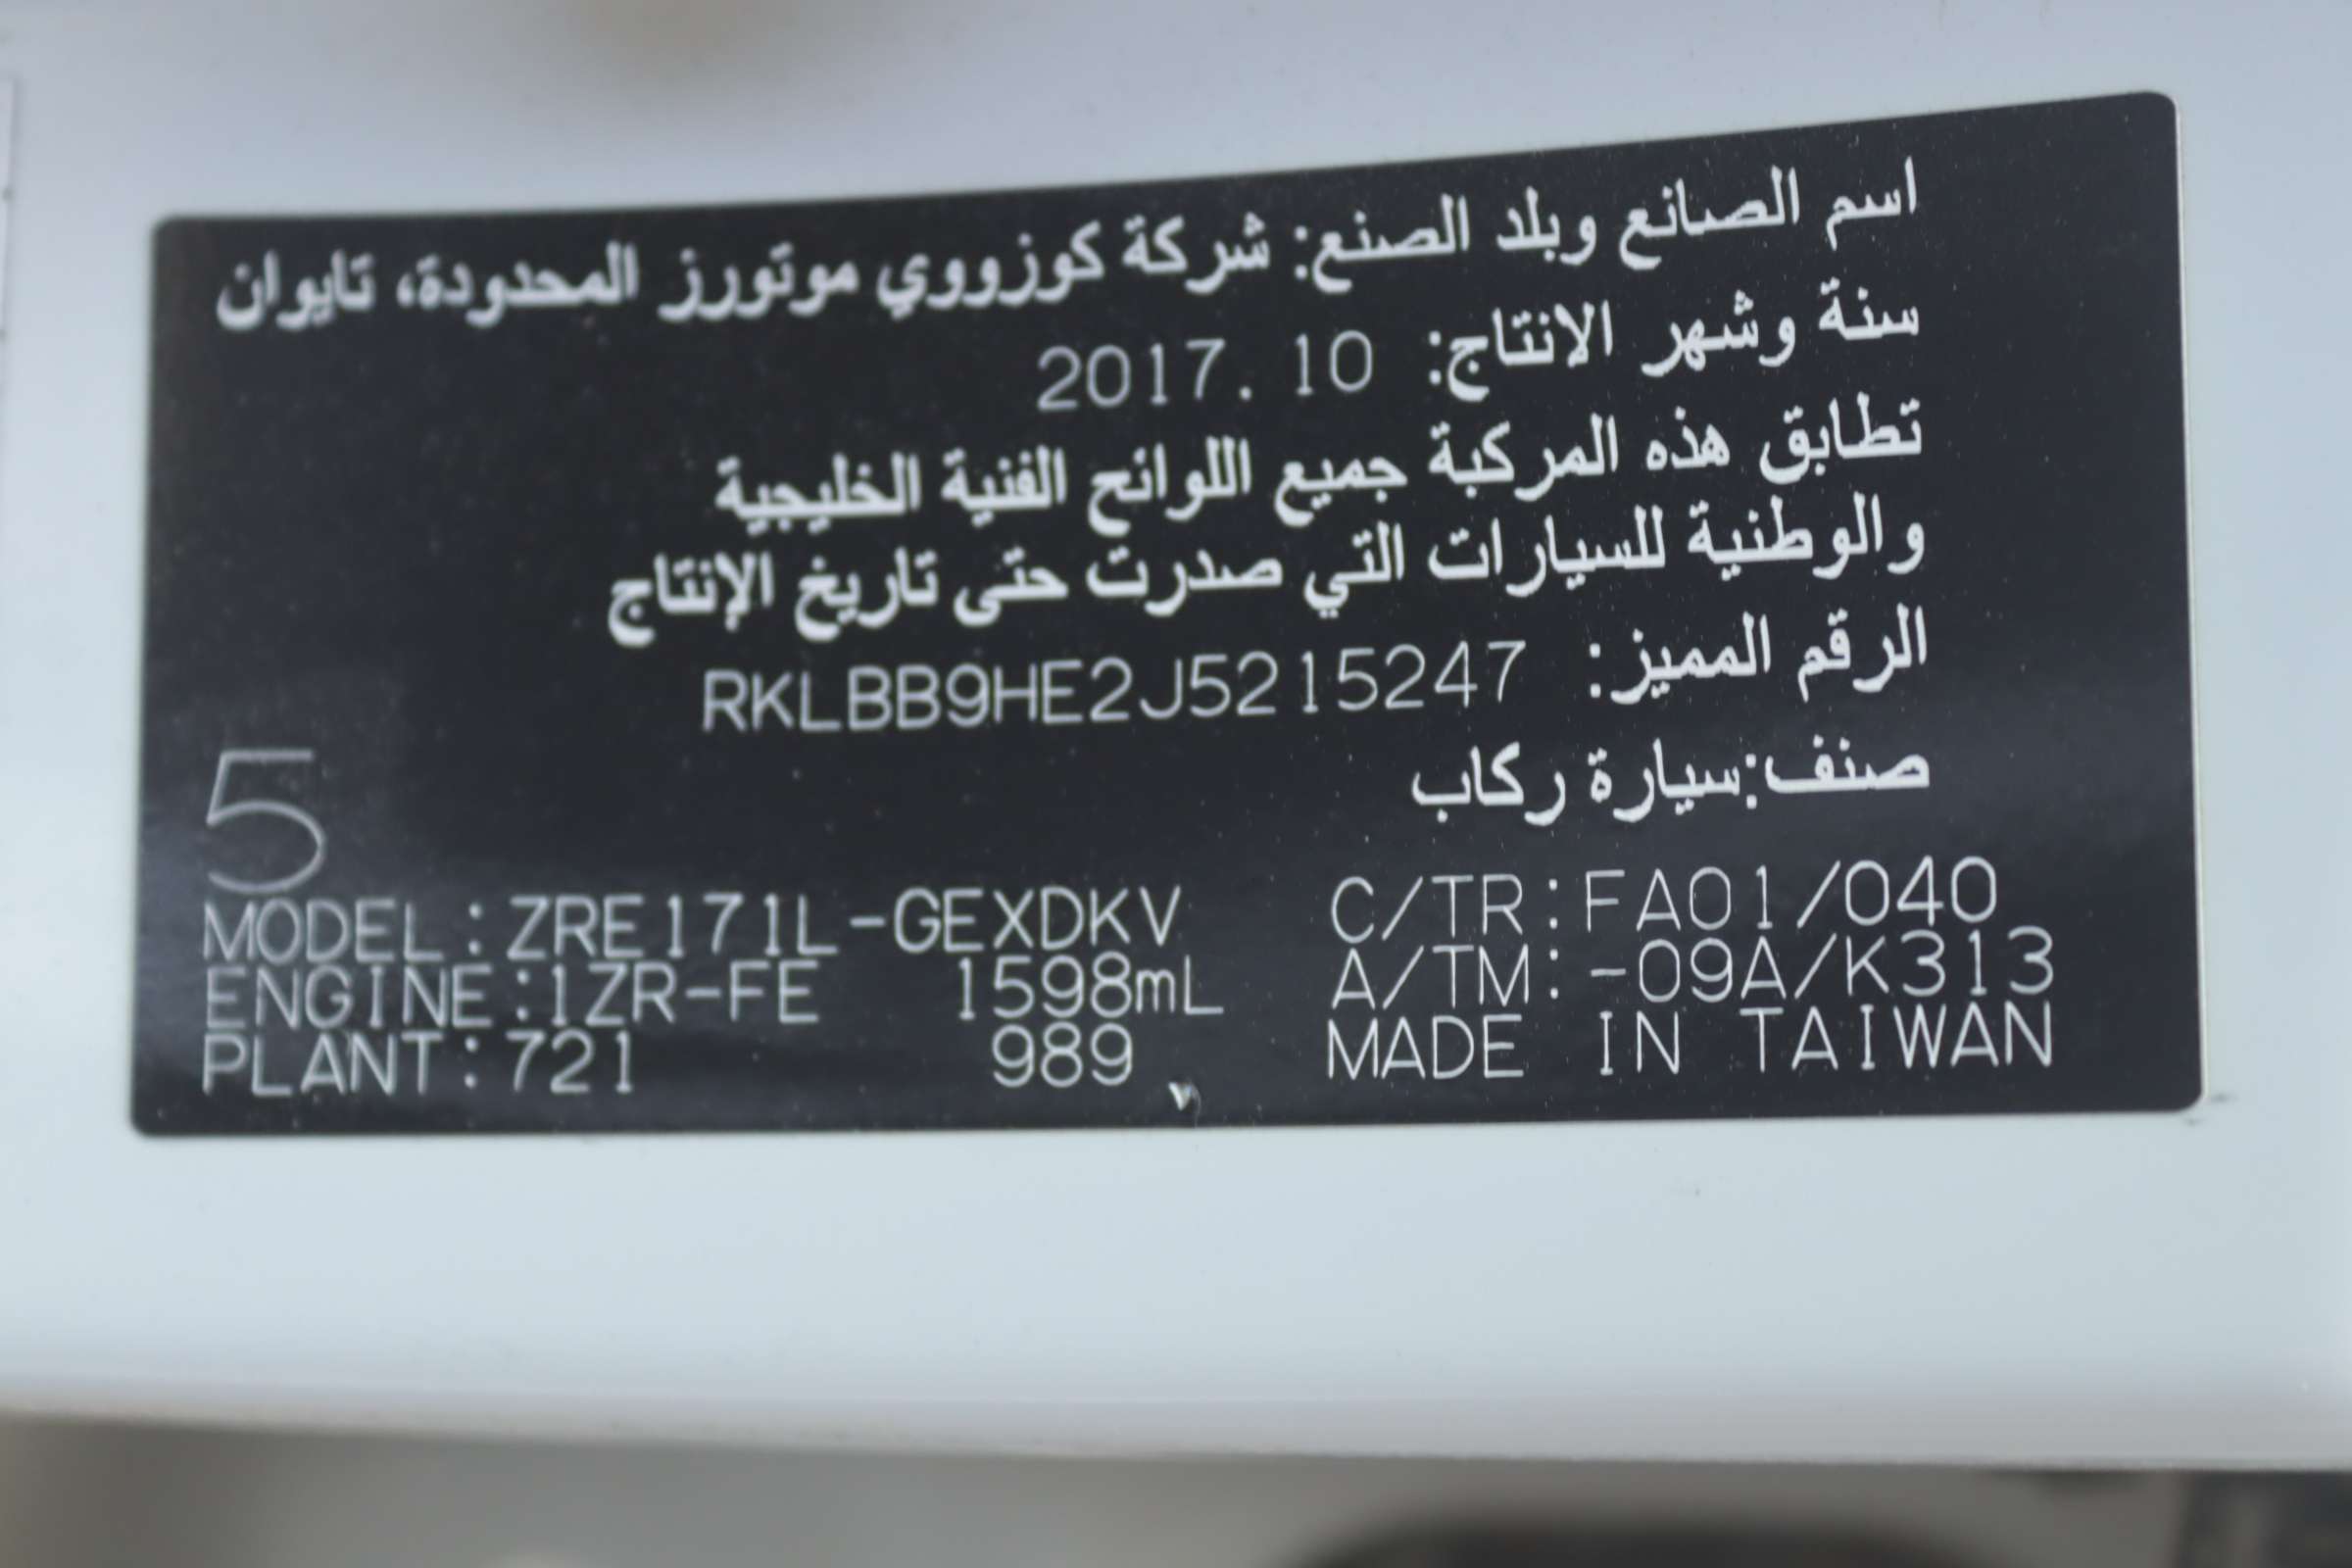 اسم الصانع وبلد الصنع: شركة كوزووي موتورز المحدودة، تايوان
سنة وشهر الانتاج: 2017. 10
تطابق هذه المركبة جميع اللوائح الفنية الخليجية
والوطنية للسيارات التي صدرت حتى تاريخ الإنتاج
الرقم المميز: RKLBB9HE2J5215247
صنف:سيارة ركاب
5
MODEL:ZRE171L-GEXDKV C/TR:FA01/040
ENGINE:1ZR-FE 1598mL A/TM:-09A/K313
PLANT:721 989 MADE IN TAIWAN